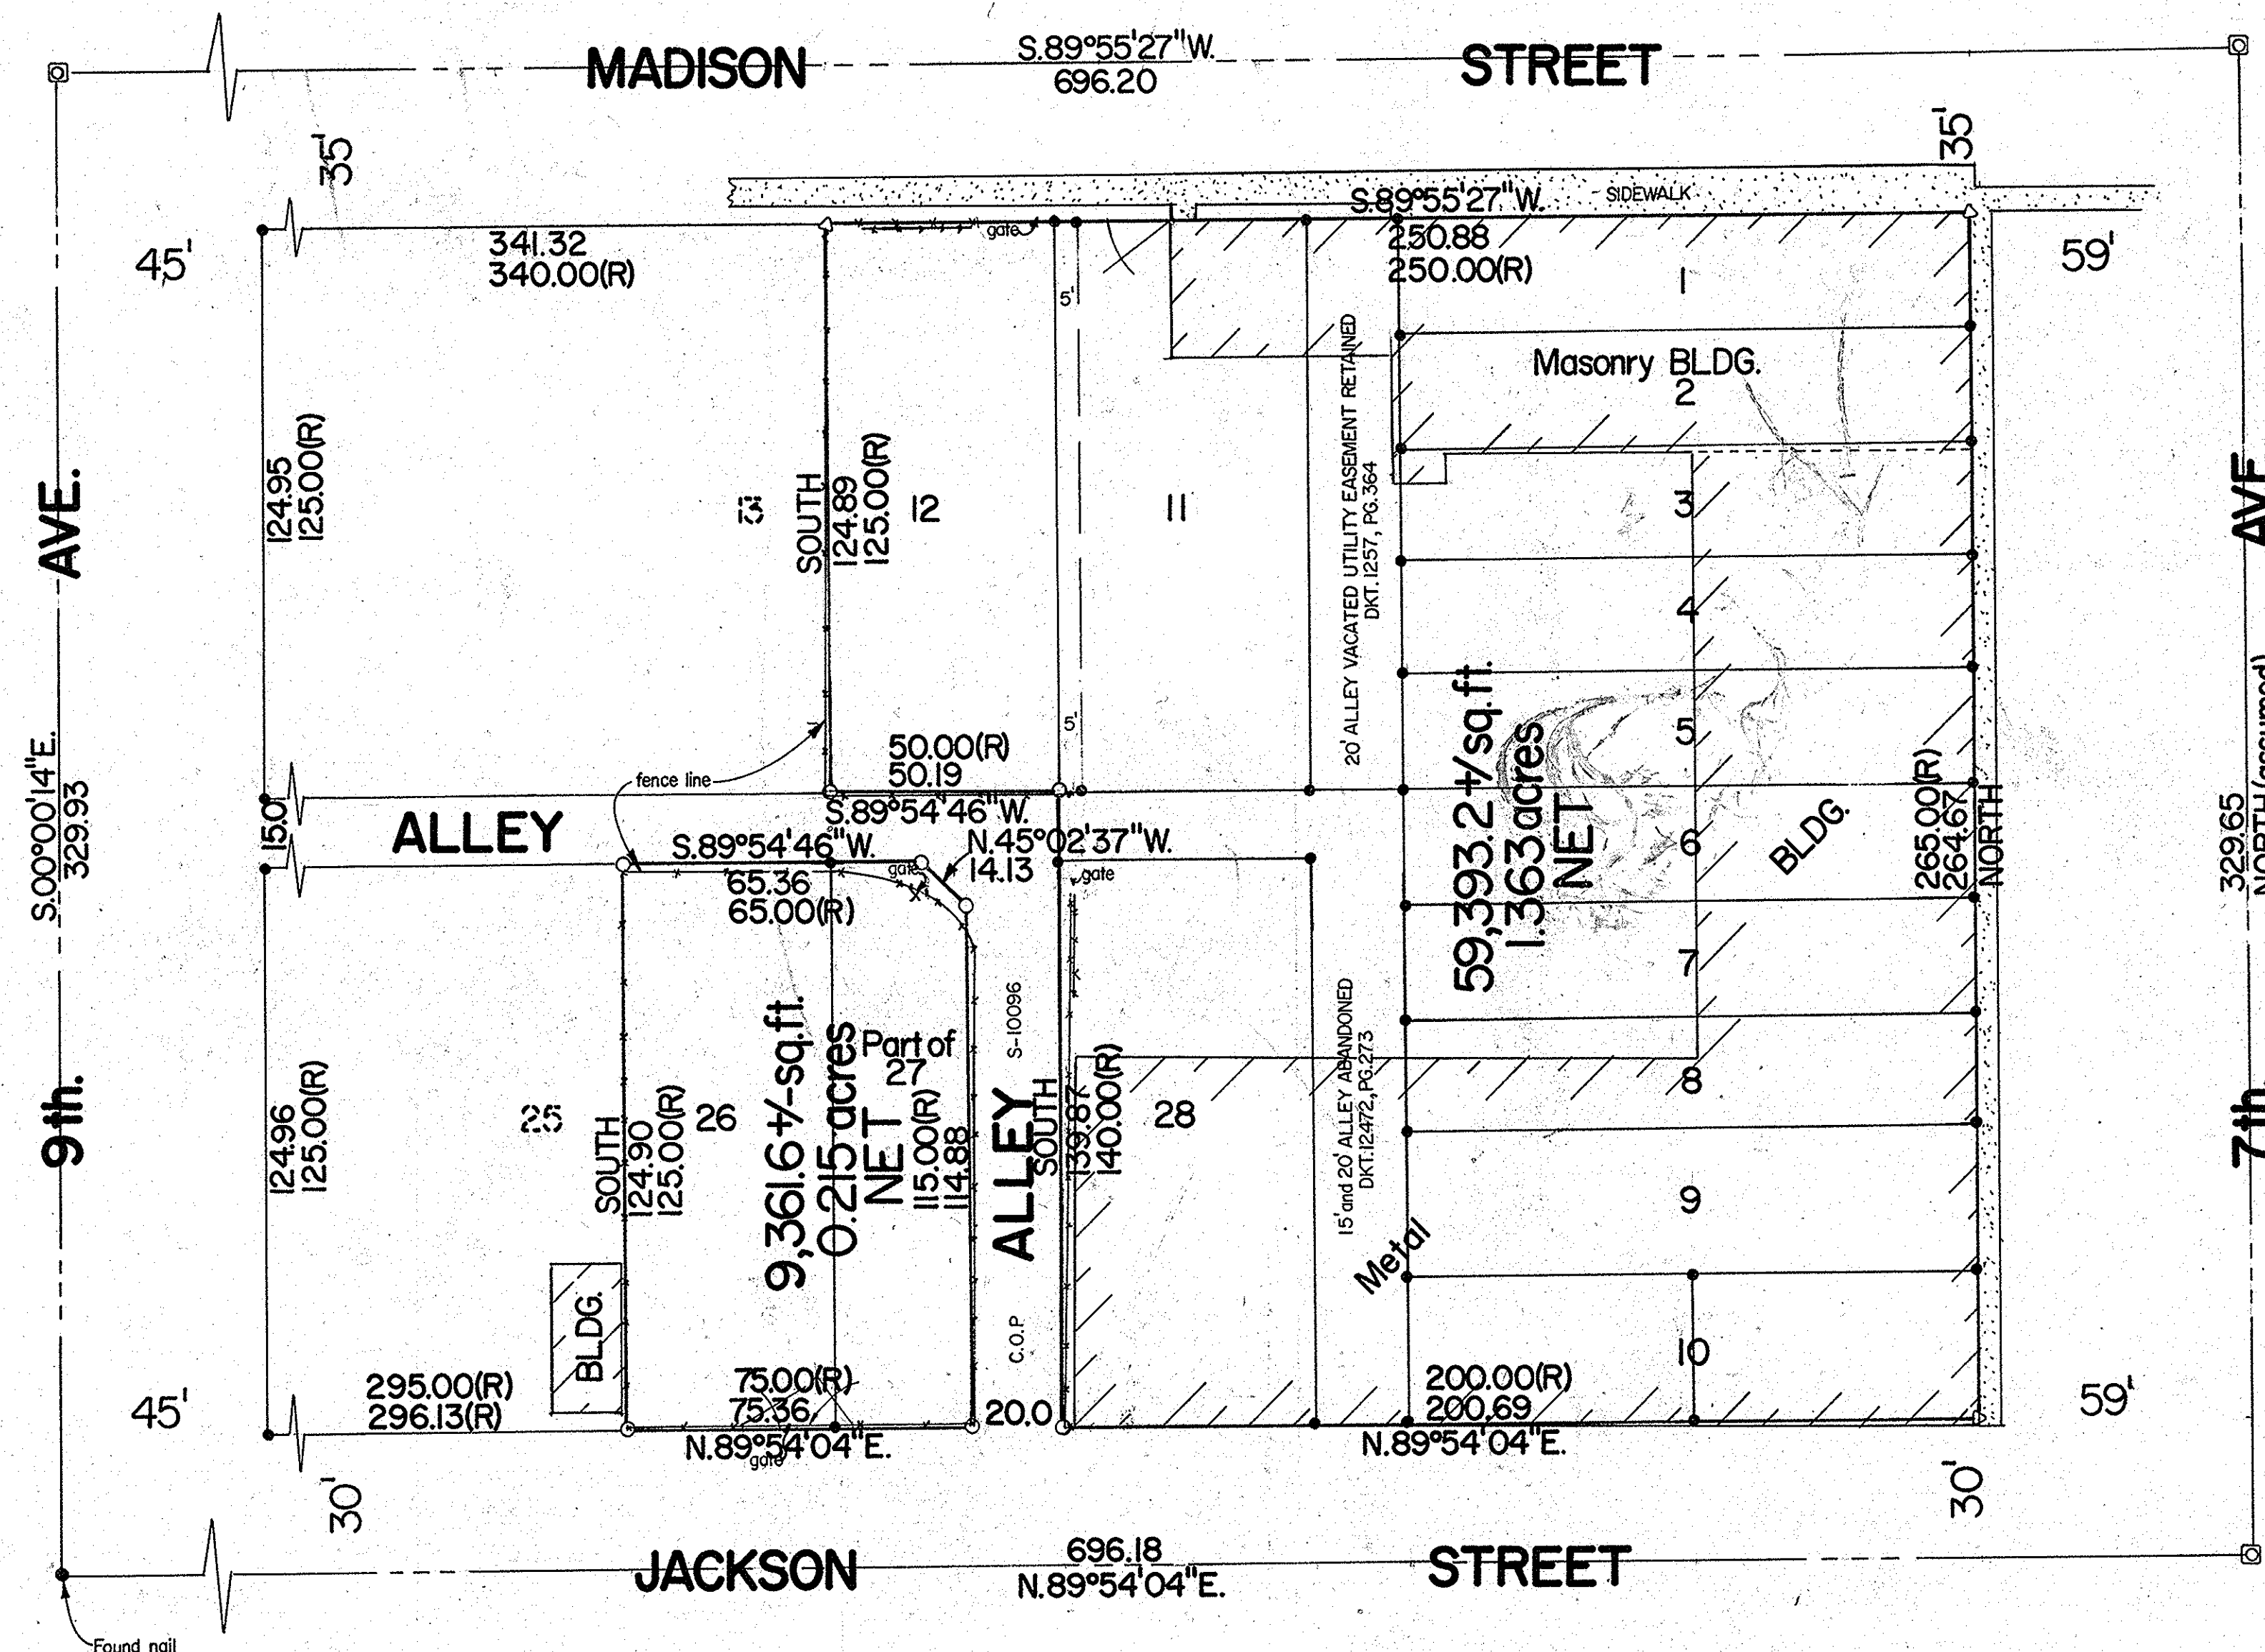 MADISON
S.89°55'27"W.
696.20
STREET
35'
35'
45'
341.32
340.00(R)
gate
S.89°55'27"W.
SIDEWALK
250.88
250.00(R)
59'
5'
1
Masonry BLDG.
2
AVE.
124.95
125.00(R)
13
SOUTH
124.89
125.00(R)
12
11
20' ALLEY VACATED UTILITY EASEMENT RETAINED
DKT. 1257, PG.364
3
4
5
6
7
8
9
10
AVE
S.00°00'14"E.
329.93
fence line
50.00(R)
50.19
S.89°54'46"W.
5'
15.0
ALLEY
S.89°54'46"W.
N.45°02'37"W.
14.13
gate
gate
65.36
65.00(R)
59,393.2+/-sq.ft.
1.363acres
NET
BLDG.
265.00(R)
264.67
NORTH
329.65
NORTH (assumed)
9th.
124.96
125.00(R)
25
SOUTH
124.90
125.00(R)
26
9,361.6+/-sq.ft.
0.215 acres
NET
Part of
27
115.00(R)
114.88
S-10096
ALLEY
C.O.P
SOUTH
139.87
140.00(R)
28
15' and 20' ALLEY ABANDONED
DKT.12472, PG.273
Metal
7th
BLDG.
45'
295.00(R)
296.13(R)
75.00(R)
75.36
N.89°54'04"E.
gate
20.0
200.00(R)
200.69
N.89°54'04"E.
59'
30'
30'
JACKSON
696.18
N.89°54'04"E.
STREET
Found nail